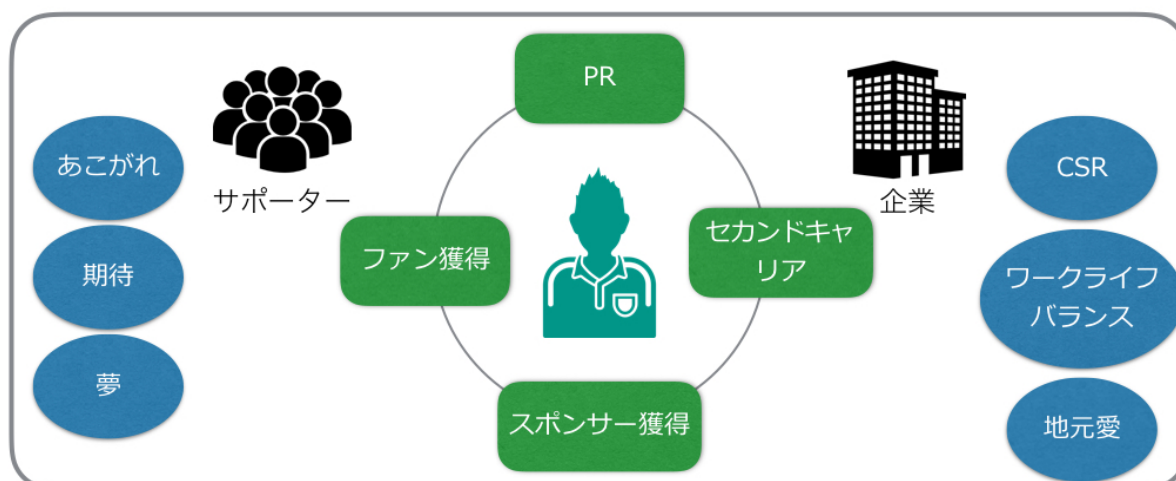 PR
サポーター
企業
あこがれ
期待
夢
ファン獲得
セカンドキャ
リア
スポンサー獲得
CSR
ワークライフ
バランス
地元愛